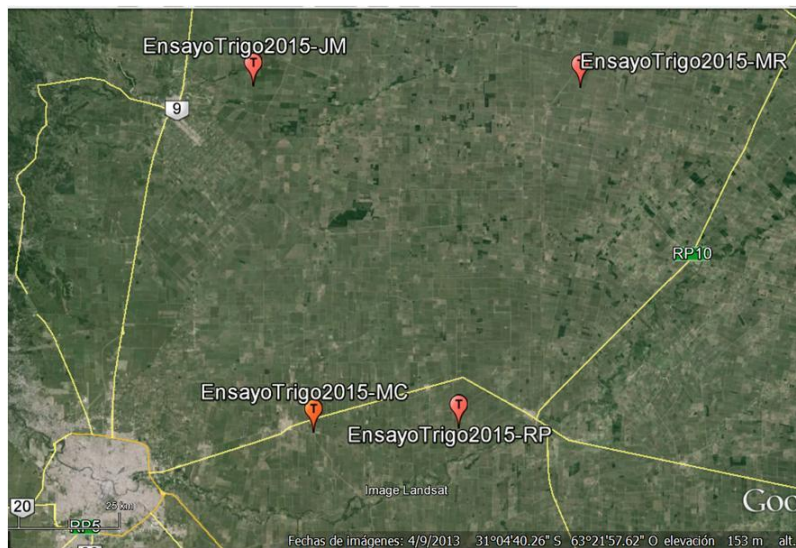 EnsayoTrigo2015-JM
EnsayoTrigo2015-MR
T
9
RP10
EnsayoTrigo2015-MC
T
T
EnsayoTrigo2015-RP
Image Landsat
20
25 km
RP5
Goo
Fechas de imágenes: 4/9/2013 31°04'40.26" S 63°21'57.62" O elevación 153 m alt.